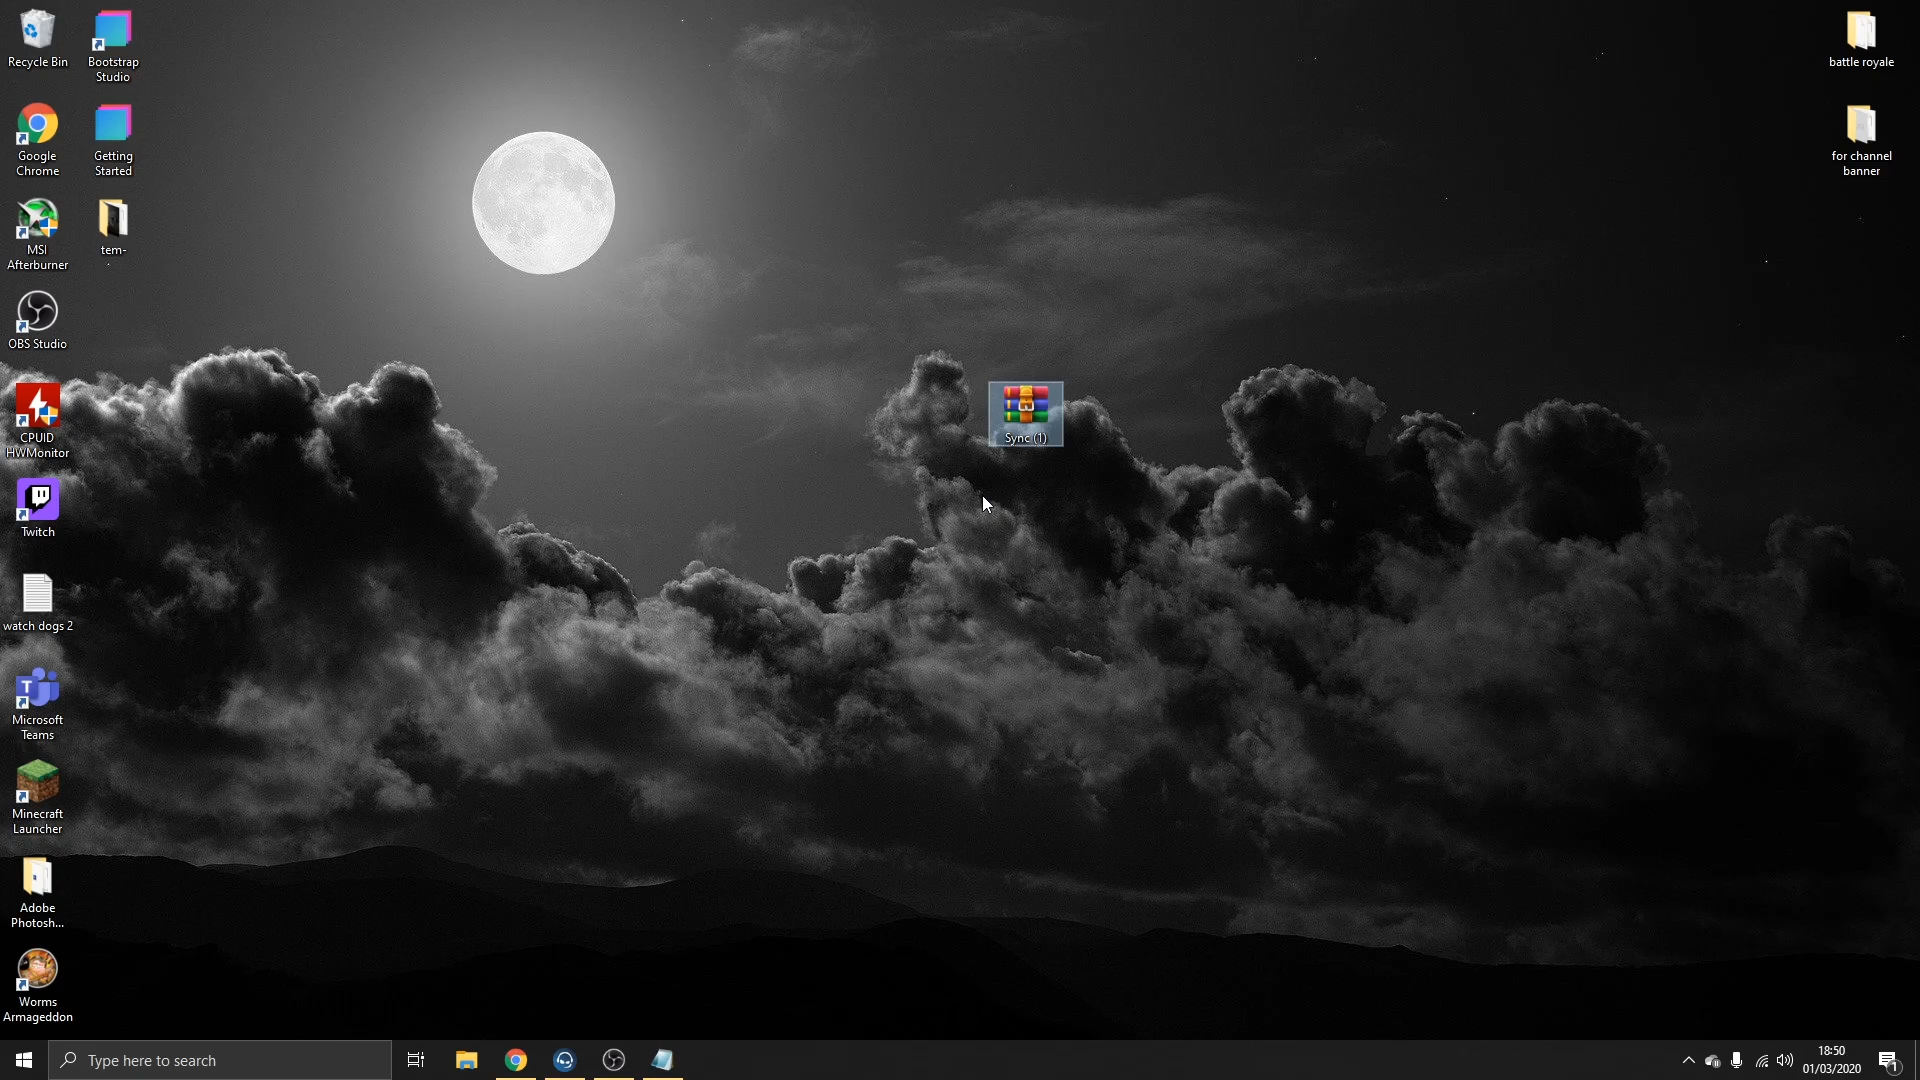 Recycle Bin
Bootstrap
Studio
Google
Chrome
Getting
Started
MSI
Afterburner
tem-
OBS Studio
CPUID
HWMonitor
Twitch
watch dogs 2
Microsoft
Teams
Minecraft
Launcher
Adobe
Photosh...
Worms
Armageddon
Sync (1)
battle royale
for channel
banner
Type here to search
18:50
01/03/2020
1